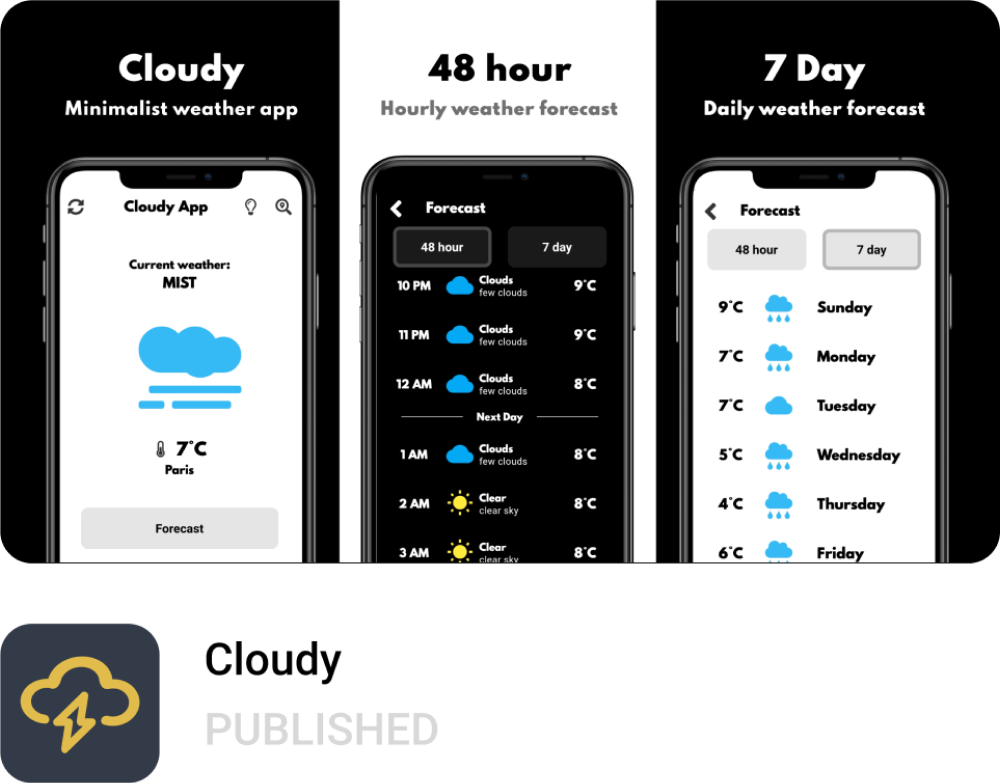 Cloudy
Minimalist weather app
Cloudy App
Current weather:
MIST
7°C
Paris
Forecast
48 hour
Hourly weather forecast
Forecast
48 hour
7 day
10 PM
Clouds
few clouds
9°C
11 PM
Clouds
few clouds
9°C
12 AM
Clouds
few clouds
8°C
Next Day
1 AM
Clouds
few clouds
8°C
2 AM
Clear
clear sky
8°C
3 AM
Clear
clear sky
8°C
7 Day
Daily weather forecast
Forecast
48 hour
7 day
9°C Sunday
7°C Monday
7°C Tuesday
5°C Wednesday
4°C Thursday
6°C Friday
Cloudy
PUBLISHED